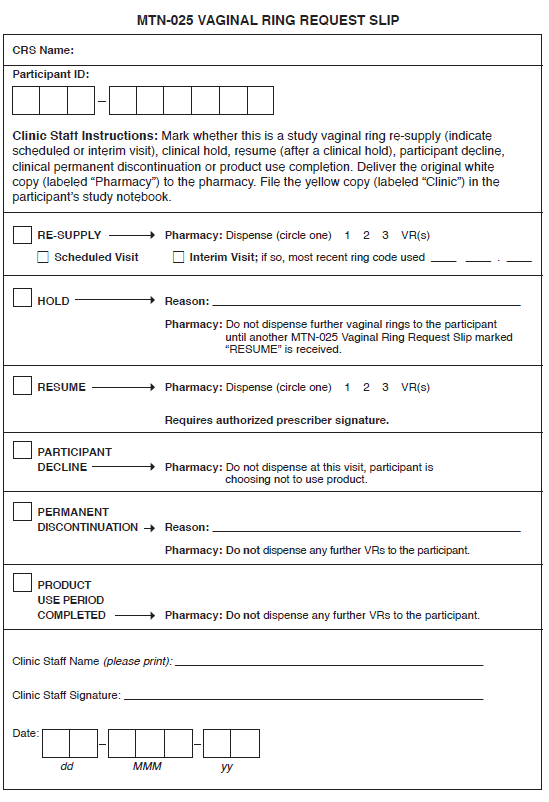 MTN-025 VAGINAL RING REQUEST SLIP
CRS Name:
Participant ID:
–
Clinic Staff Instructions: Mark whether this is a study vaginal ring re-supply (indicate
scheduled or interim visit), clinical hold, resume (after a clinical hold), participant decline,
clinical permanent discontinuation or product use completion. Deliver the original white
copy (labeled “Pharmacy”) to the pharmacy. File the yellow copy (labeled “Clinic”) in the
participant’s study notebook.
RE-SUPPLY Pharmacy: Dispense (circle one) 1 2 3 VR(s)
Scheduled Visit Interim Visit; if so, most recent ring code used ____ ____ . ____
HOLD Reason:
Pharmacy: Do not dispense further vaginal rings to the participant
until another MTN-025 Vaginal Ring Request Slip marked
“RESUME” is received.
RESUME Pharmacy: Dispense (circle one) 1 2 3 VR(s)
Requires authorized prescriber signature.
PARTICIPANT
DECLINE Pharmacy: Do not dispense at this visit, participant is
choosing not to use product.
PERMANENT
DISCONTINUATION Reason:
Pharmacy: Do not dispense any further VRs to the participant.
PRODUCT
USE PERIOD
COMPLETED Pharmacy: Do not dispense any further VRs to the participant.
Clinic Staff Name (please print):
Clinic Staff Signature:
Date: – –
dd MMM yy